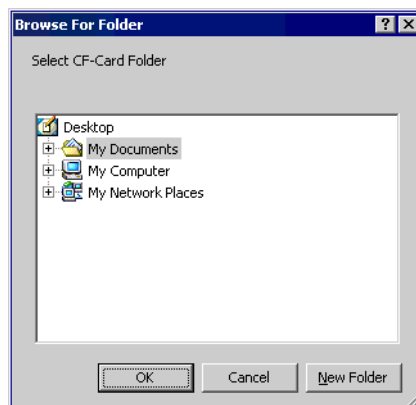 Browse For Folder
Select CF-Card Folder
Desktop
My Documents
My Computer
My Network Places
OK Cancel New Folder